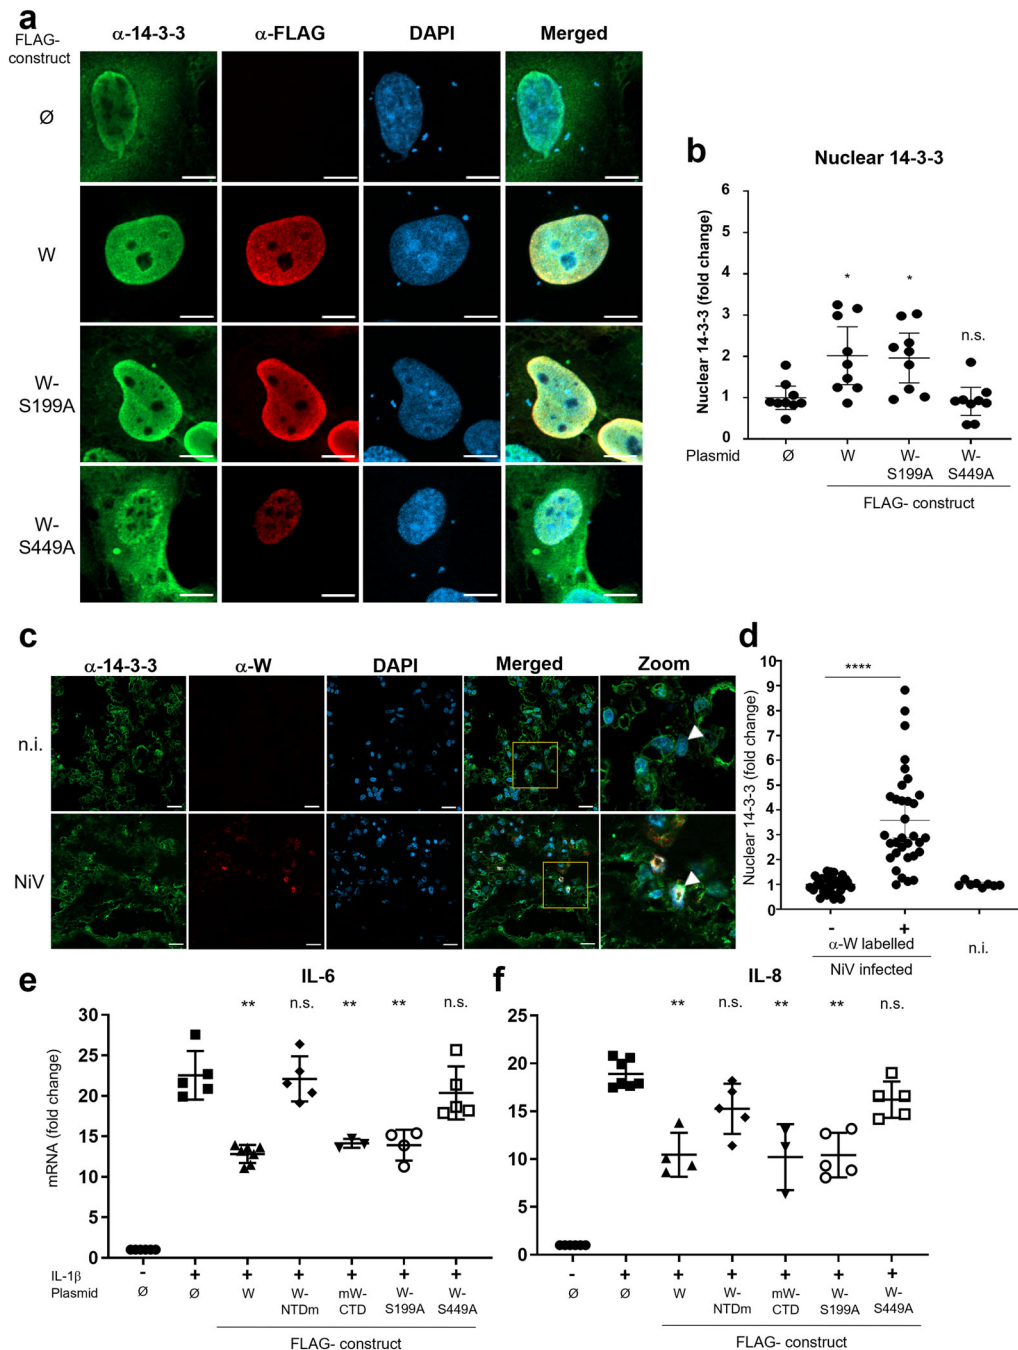 a
FLAG-
construct
α-14-3-3
α-FLAG
DAPI
Merged
Ø
W
W-
S199A
W-
S449A
b
Nuclear 14-3-3
Nuclear 14-3-3 (fold change)
6
5
4
3
2
1
0
*
*
n.s.
Plasmid
Ø
W
W-
S199A
W-
S449A
FLAG- construct
c
α-14-3-3
α-W
DAPI
Merged
Zoom
n.i.
NiV
d
Nuclear 14-3-3 (fold change)
10
9
8
7
6
5
4
3
2
1
0
****
-
+
α-W labelled
NiV infected
n.i.
e
IL-6
mRNA (fold change)
30
25
20
15
10
5
0
**
n.s.
**
**
n.s.
IL-1β
-
+
+
+
+
+
+
Plasmid
Ø
Ø
W
W-
NTDm
mW-
CTD
W-
S199A
W-
S449A
FLAG- construct
f
IL-8
25
20
15
10
5
0
**
n.s.
**
**
n.s.
-
+
+
+
+
+
+
Ø
Ø
W
W-
NTDm
mW-
CTD
W-
S199A
W-
S449A
FLAG- construct